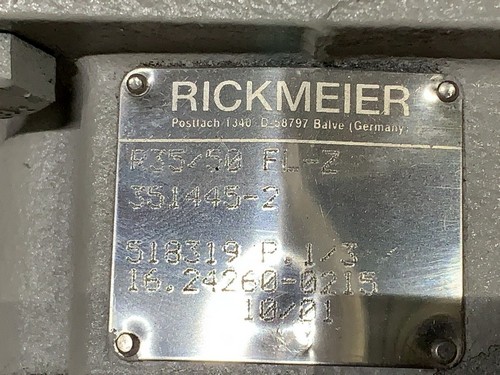 RICKMEIER
Postfach 1340 D-58797 Balve (Germany)
R35/50 FL-Z
351445-2
518319 P.1/3
16.24260-0215
10/01